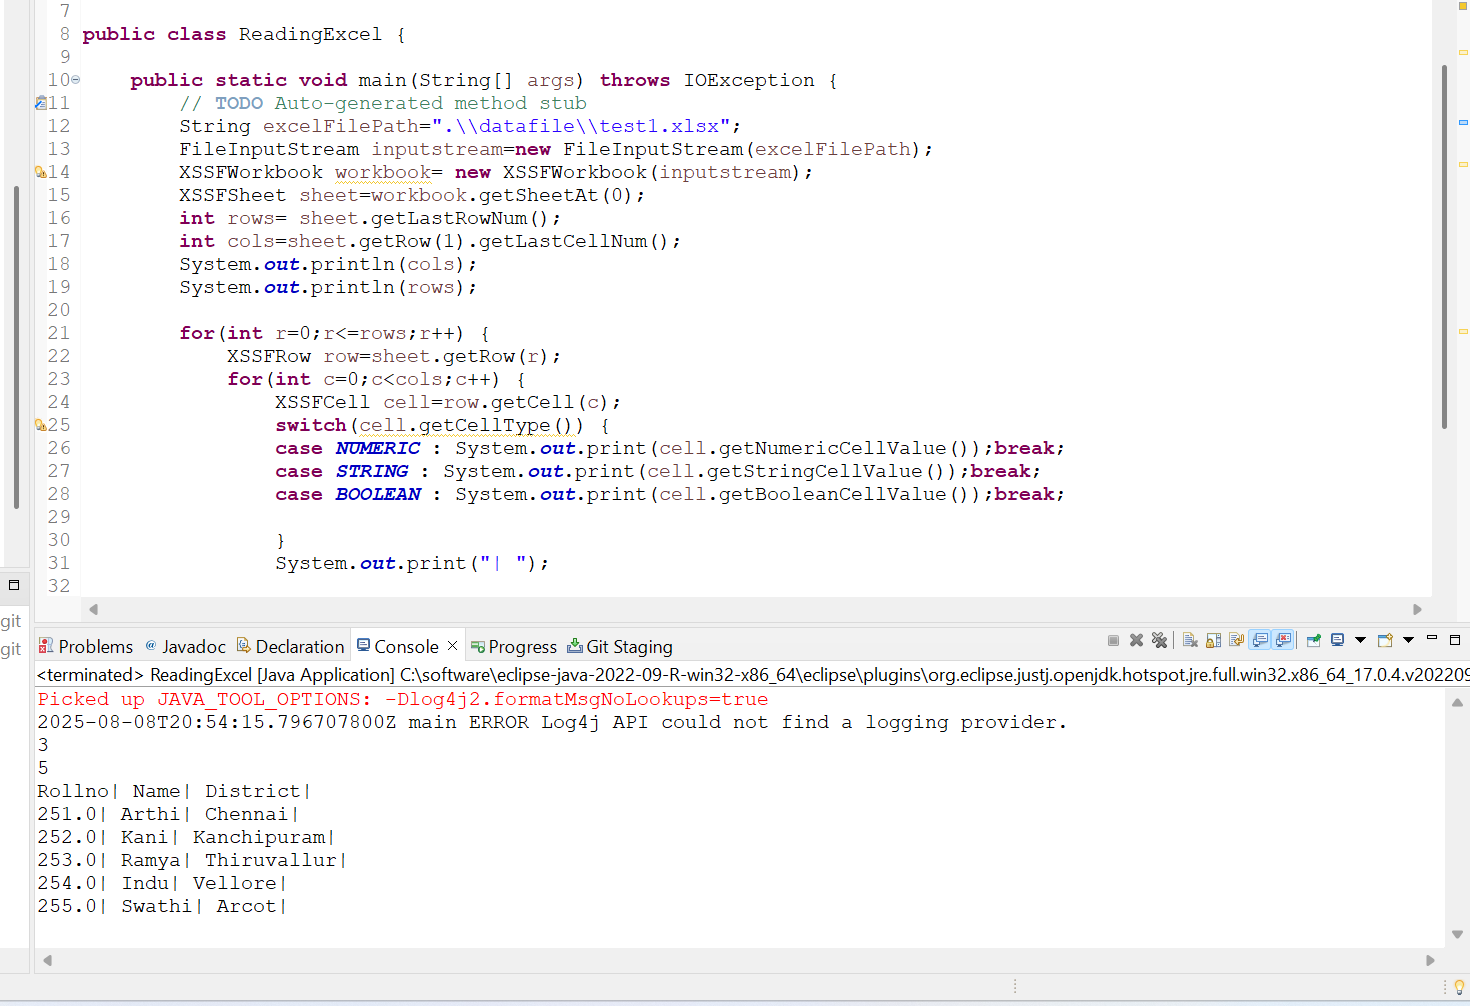 7
8 public class ReadingExcel {
9
10 public static void main(String[] args) throws IOException {
11 // TODO Auto-generated method stub
12 String excelFilePath=".\\datafile\\test1.xlsx";
13 FileInputStream inputstream=new FileInputStream(excelFilePath);
14 XSSFWorkbook workbook= new XSSFWorkbook(inputstream);
15 XSSFSheet sheet=workbook.getSheetAt(0);
16 int rows= sheet.getLastRowNum();
17 int cols=sheet.getRow(1).getLastCellNum();
18 System.out.println(cols);
19 System.out.println(rows);
20
21 for(int r=0;r<=rows;r++) {
22 XSSFRow row=sheet.getRow(r);
23 for(int c=0;c<cols;c++) {
24 XSSFCell cell=row.getCell(c);
25 switch(cell.getCellType()) {
26 case NUMERIC : System.out.print(cell.getNumericCellValue());break;
27 case STRING : System.out.print(cell.getStringCellValue());break;
28 case BOOLEAN : System.out.print(cell.getBooleanCellValue());break;
29
30 }
31 System.out.print("| ");
32
git
git
Problems @ Javadoc Declaration Console Progress Git Staging
<terminated> ReadingExcel [Java Application] C:\software\eclipse-java-2022-09-R-win32-x86_64\eclipse\plugins\org.eclipse.justj.openjdk.hotspot.jre.full.win32.x86_64_17.0.4.v202209
Picked up JAVA_TOOL_OPTIONS: -Dlog4j2.formatMsgNoLookups=true
2025-08-08T20:54:15.796707800Z main ERROR Log4j API could not find a logging provider.
3
5
Rollno| Name| District|
251.0| Arthi| Chennai|
252.0| Kani| Kanchipuram|
253.0| Ramya| Thiruvallur|
254.0| Indu| Vellore|
255.0| Swathi| Arcot|